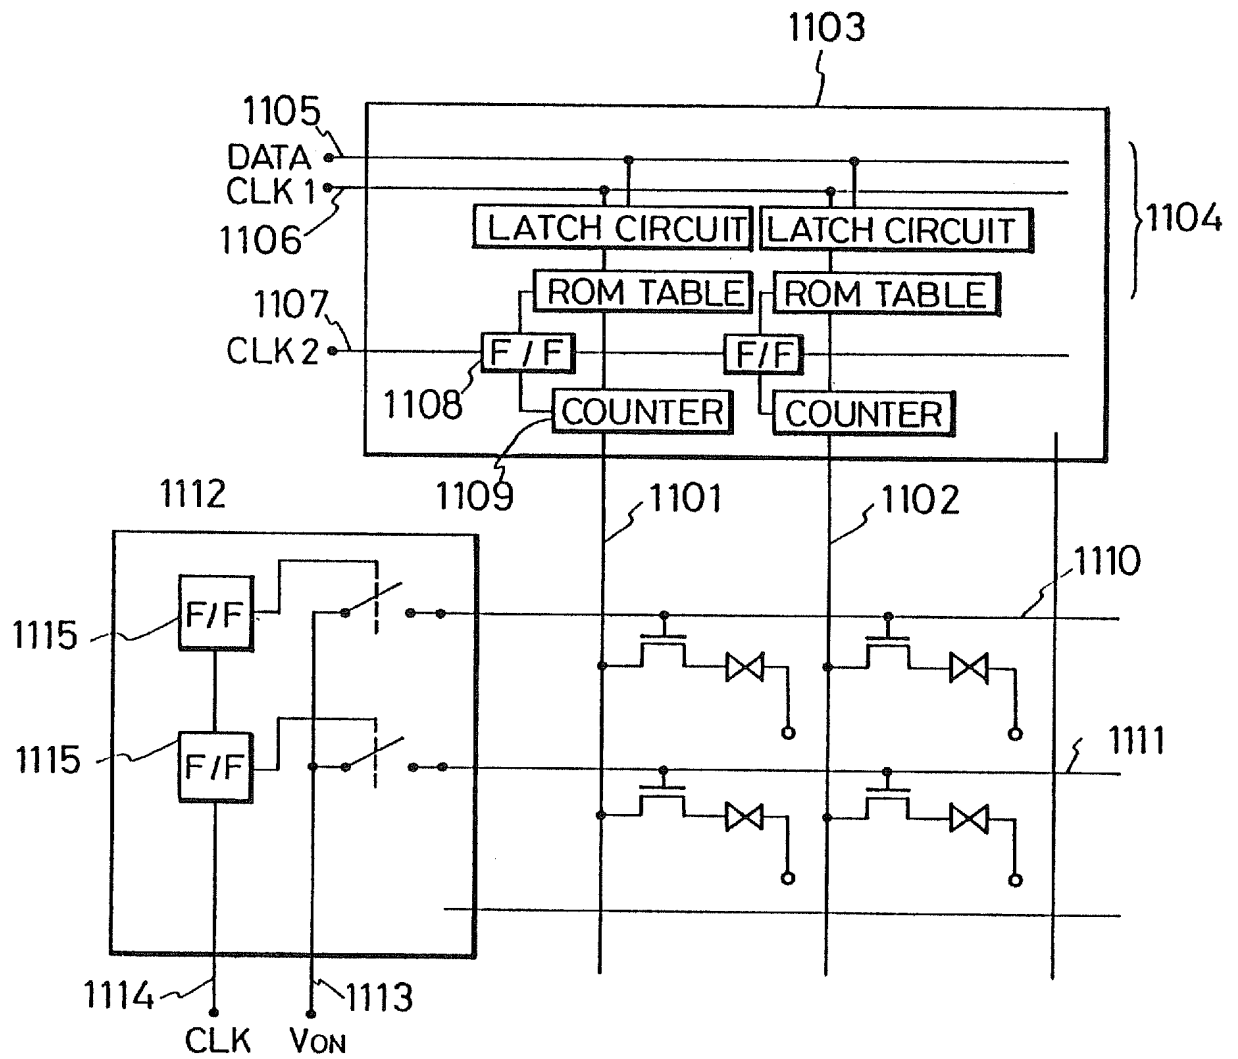 1103
1105
DATA
CLK 1
1106
LATCH CIRCUIT
LATCH CIRCUIT
1104
ROM TABLE
ROM TABLE
1107
CLK 2
F / F
F/F
1108
COUNTER
COUNTER
1109
1101
1102
1112
1110
F/F
1115
F/F
1115
1111
1114
1113
CLK
VON